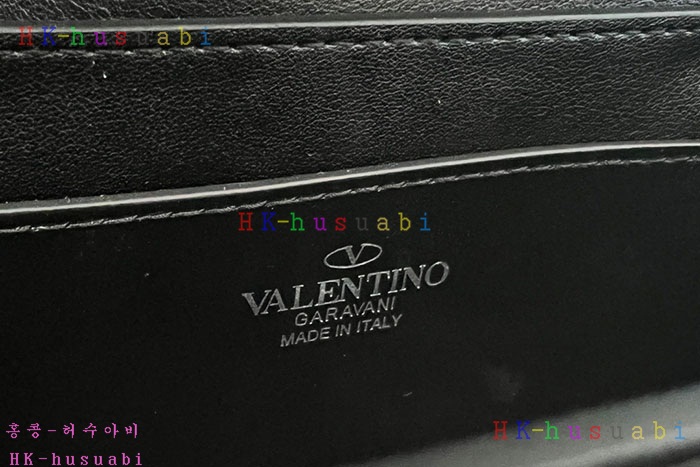 HK-husuabi
HK-husuabi
V
VALENTINO
GARAVANI
MADE IN ITALY
홍콩-허수아비
HK-husuabi
HK-husuabi